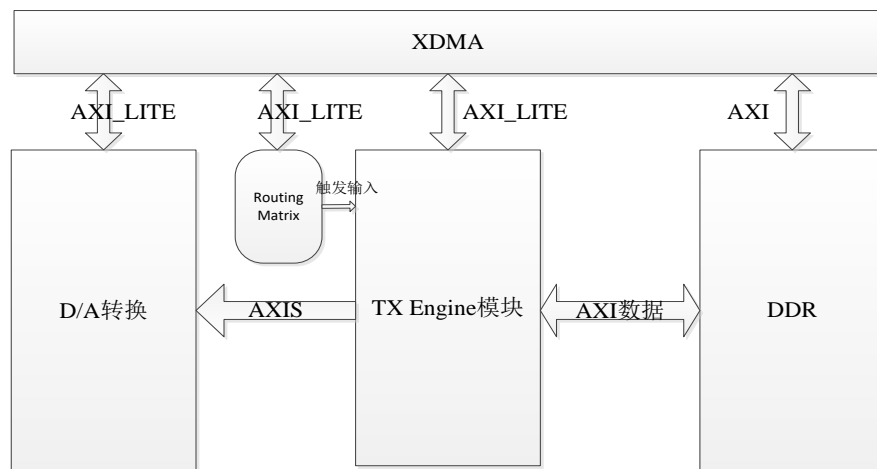 XDMA
AXI_LITE
AXI_LITE
AXI_LITE
AXI
Routing
Matrix
触发输入
D/A转换
AXIS
TX Engine模块
AXI数据
DDR